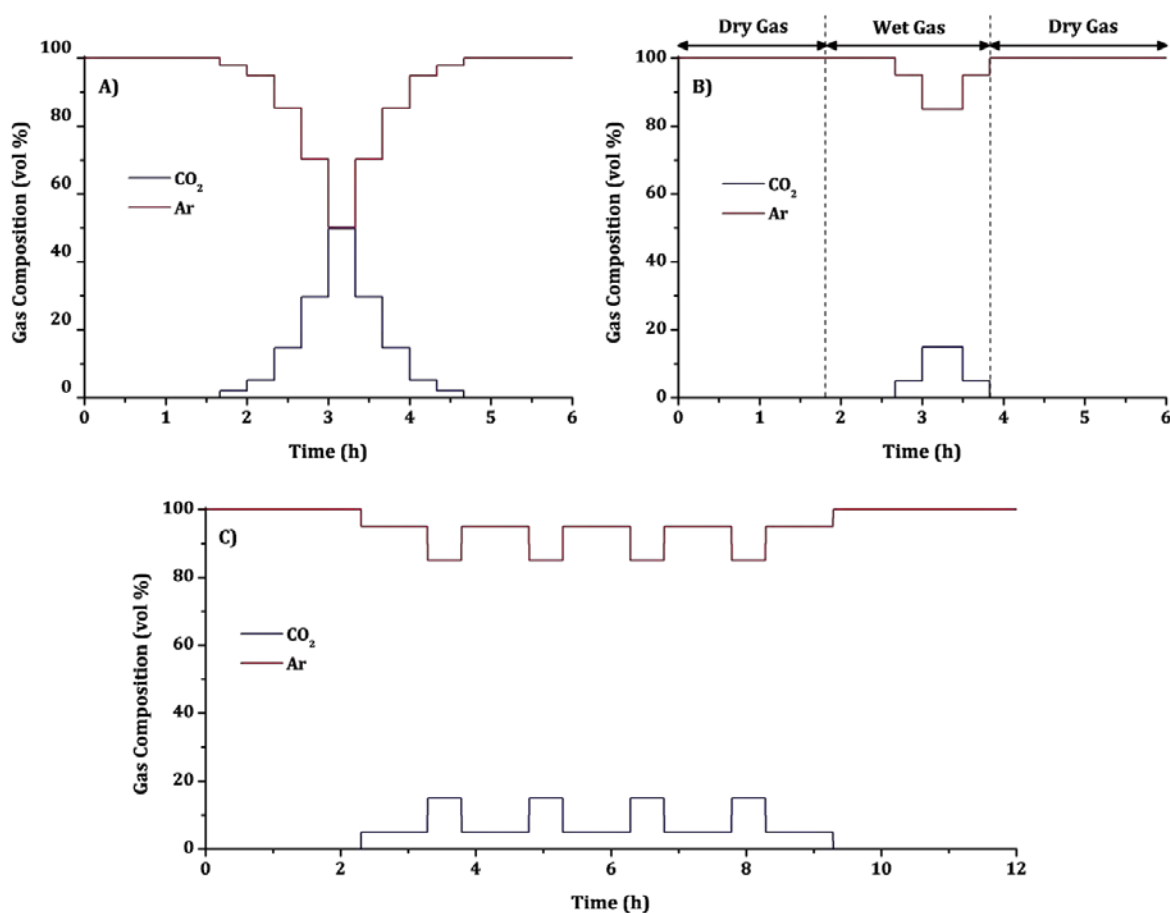 A)
Gas Composition (vol %)
100
80
60
40
20
0
CO₂
Ar
0 1 2 3 4 5 6
Time (h)
Dry Gas Wet Gas Dry Gas
B)
Gas Composition (vol %)
100
80
60
40
20
0
CO₂
Ar
0 1 2 3 4 5 6
Time (h)
C)
Gas Composition (vol %)
100
80
60
40
20
0
CO₂
Ar
0 2 4 6 8 10 12
Time (h)